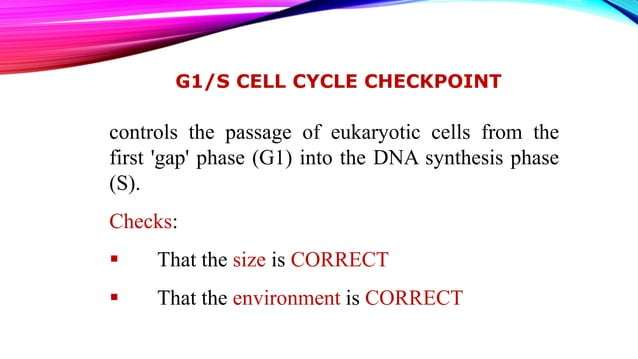 G1/S CELL CYCLE CHECKPOINT
controls the passage of eukaryotic cells from the
first 'gap' phase (G1) into the DNA synthesis phase
(S).
Checks:
▪ That the size is CORRECT
▪ That the environment is CORRECT